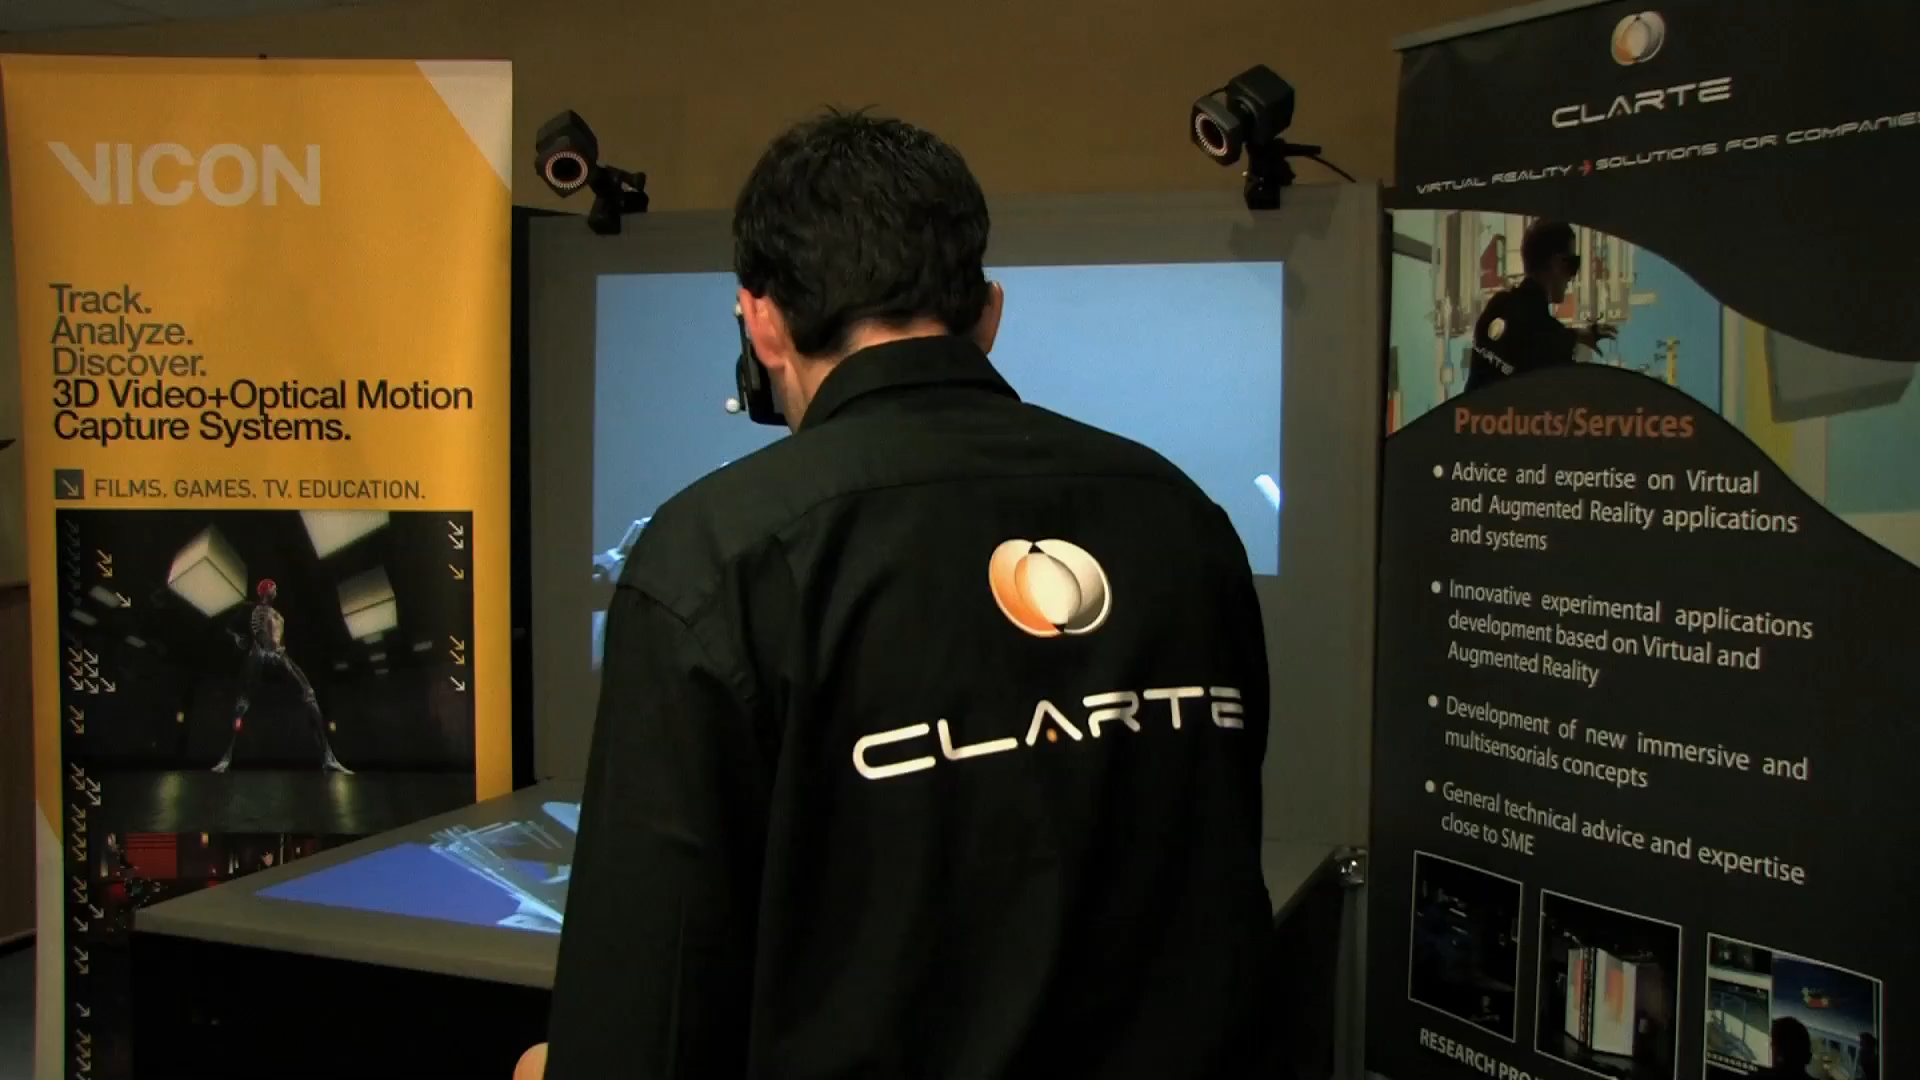 VICON
Track.
Analyze.
Discover.
3D Video+Optical Motion
Capture Systems.
FILMS. GAMES. TV. EDUCATION.
CLARTE
CLARTE
VIRTUAL REALITY SOLUTIONS FOR COMPANIES
CLARTE
Products/Services
• Advice and expertise on Virtual
and Augmented Reality applications
and systems
• Innovative experimental applications
development based on Virtual and
Augmented Reality
• Development of new immersive and
multisensorials concepts
• General technical advice and expertise
close to SME
RESEARCH